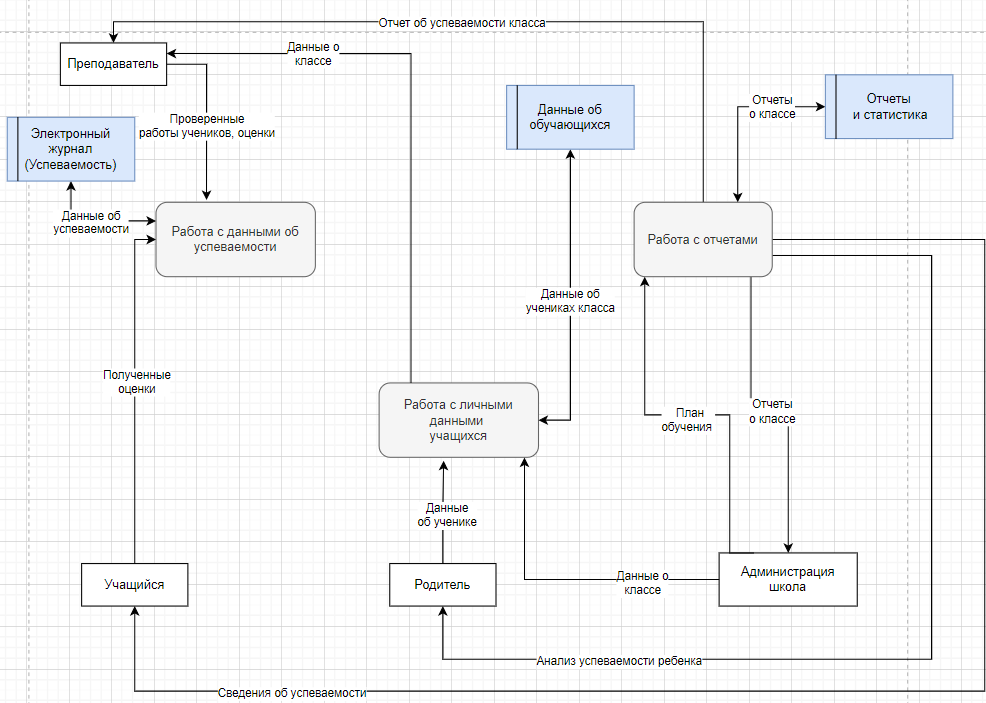 Отчет об успеваемости класса
Данные о
классе
Преподаватель
Отчеты
о классе
Отчеты
и статистика
Данные об
обучающихся
Проверенные
работы учеников, оценки
Электронный
журнал
(Успеваемость)
Данные об
успеваемости
Работа с данными об
успеваемости
Работа с отчетами
Данные об
учениках класса
Полученные
оценки
Работа с личными
данными
учащихся
План
обучения
Отчеты
о классе
Данные
об ученике
Учащийся
Родитель
Данные о
классе
Администрация
школа
Анализ успеваемости ребенка
Сведения об успеваемости